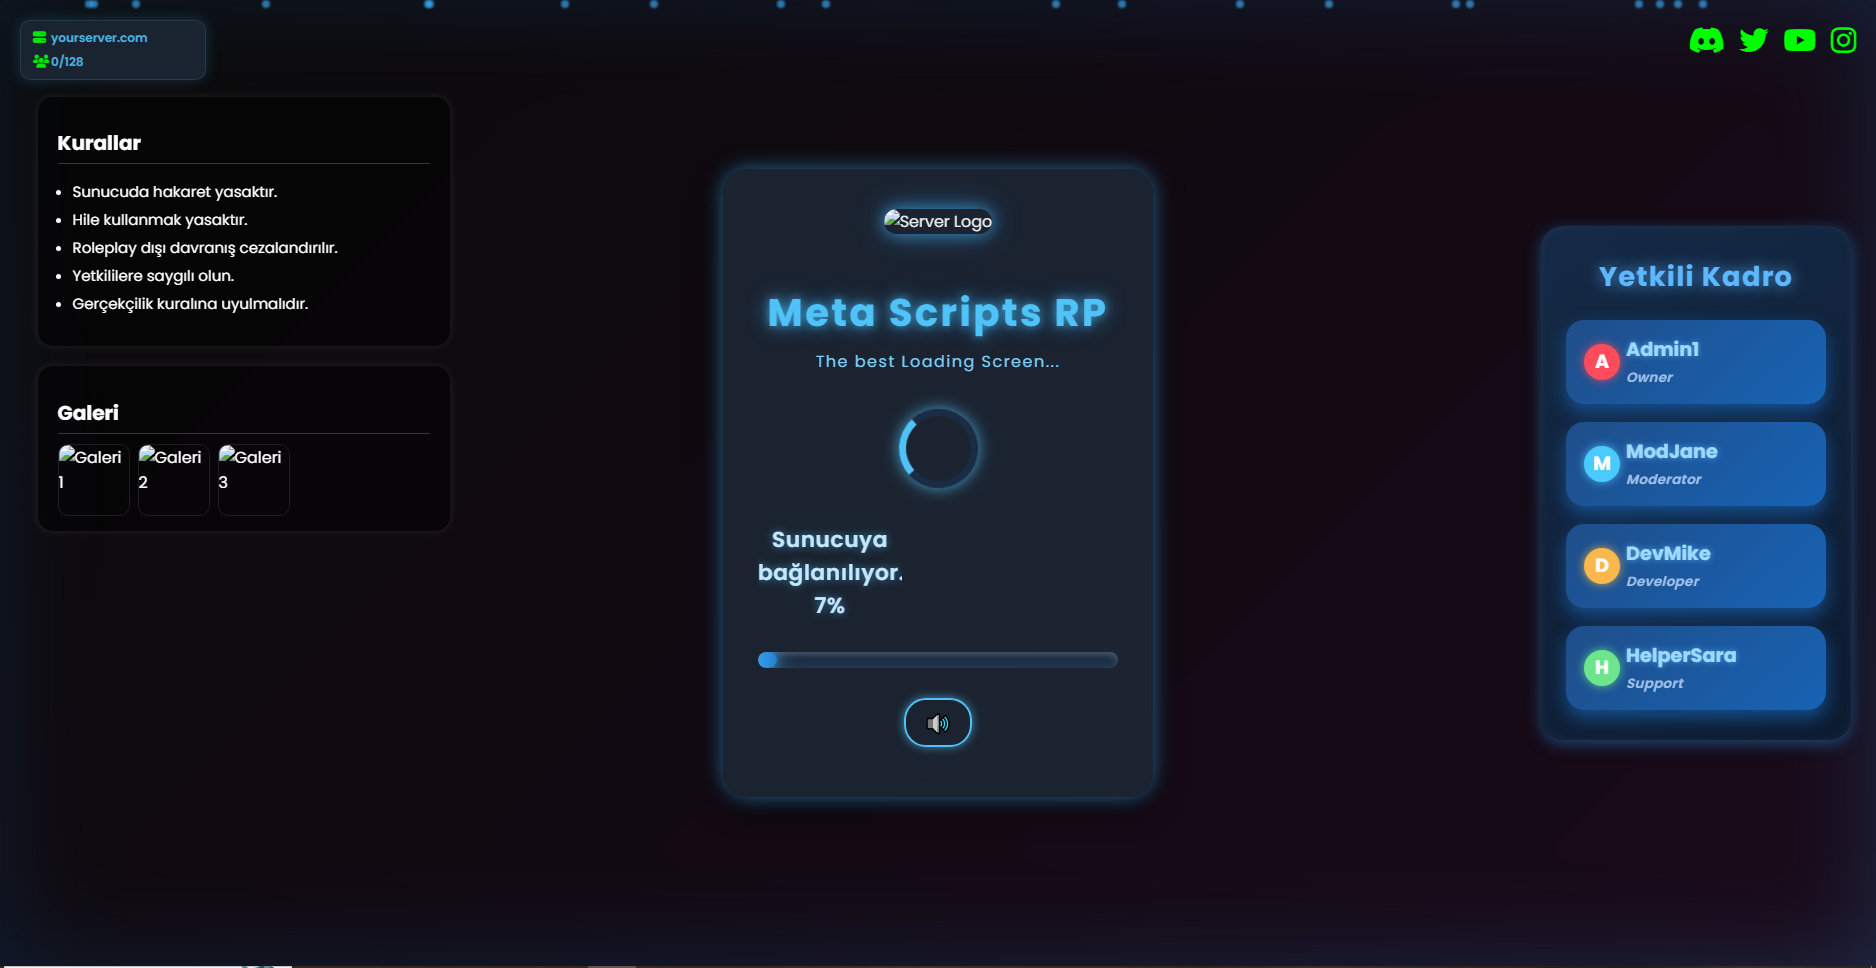 yourserver.com
0/128
Kurallar
Sunucuda hakaret yasaktır.
Hile kullanmak yasaktır.
Roleplay dışı davranış cezalandırılır.
Yetkililere saygılı olun.
Gerçekçilik kuralına uyulmalıdır.
Galeri
Galeri 1
Galeri 2
Galeri 3
Server Logo
Meta Scripts RP
The best Loading Screen...
Sunucuya
bağlanılıyor.
7%
Yetkili Kadro
A
Admin1
Owner
M
ModJane
Moderator
D
DevMike
Developer
H
HelperSara
Support